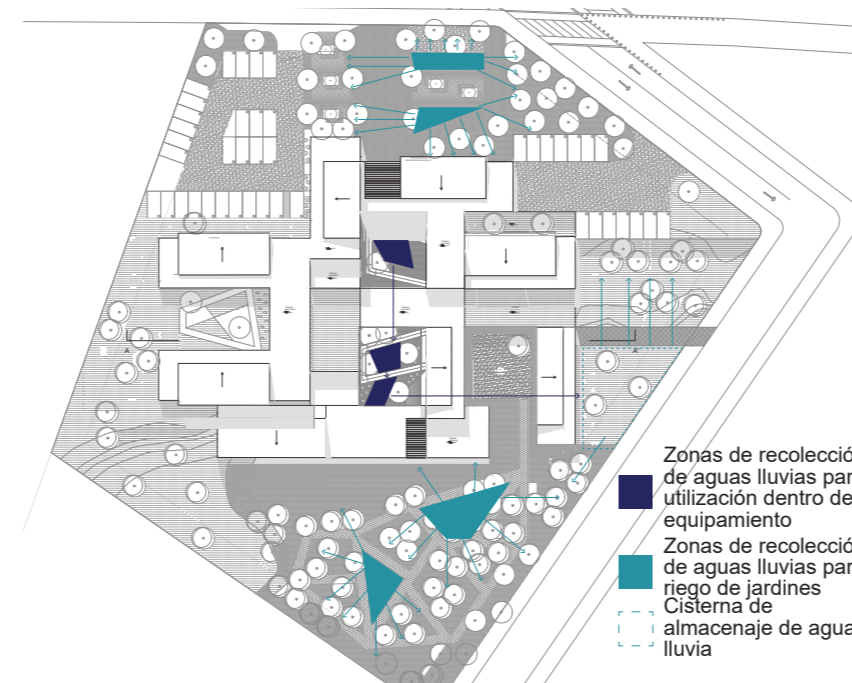 A
A'
Zonas de recolecció
de aguas lluvias par
utilización dentro de
equipamiento
Zonas de recolecció
de aguas lluvias par
riego de jardines
Cisterna de
almacenaje de agua
lluvia